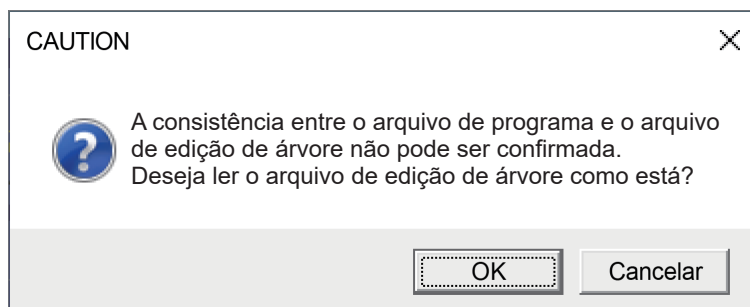 CAUTION
A consistência entre o arquivo de programa e o arquivo
de edição de árvore não pode ser confirmada.
Deseja ler o arquivo de edição de árvore como está?
OK
Cancelar